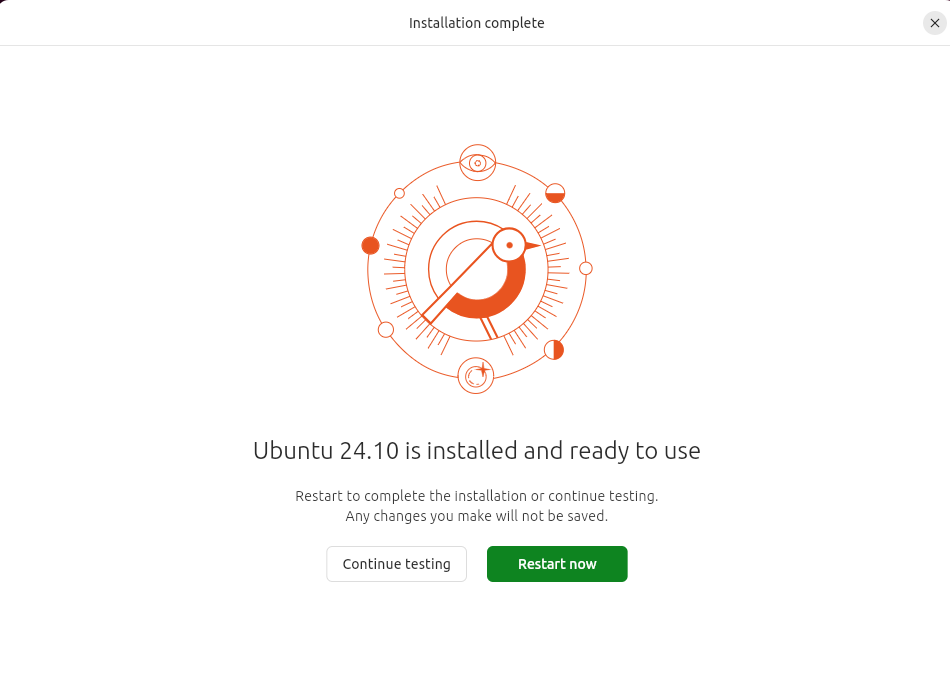 Installation complete
Ubuntu 24.10 is installed and ready to use
Restart to complete the installation or continue testing.
Any changes you make will not be saved.
Continue testing
Restart now